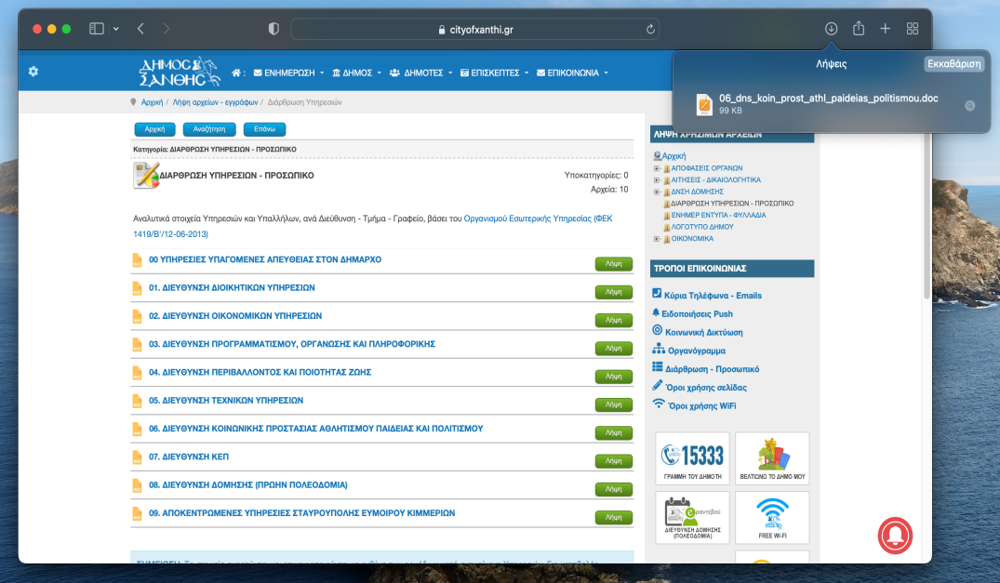 cityofxanthi.gr
Λήψεις
Εκκαθάριση
06_dns_koin_prost_athl_paideias_politismou.doc
99 KB
ΔΗΜΟΣ
ΞΑΝΘΗΣ
: ΕΝΗΜΕΡΩΣΗ ΔΗΜΟΣ ΔΗΜΟΤΕΣ ΕΠΙΣΚΕΠΤΕΣ ΕΠΙΚΟΙΝΩΝΙΑ
Αρχική / Λήψη αρχείων - εγγράφων / Διάρθρωση Υπηρεσιών
Αρχική Αναζήτηση Επάνω
Κατηγορία: ΔΙΑΡΘΡΩΣΗ ΥΠΗΡΕΣΙΩΝ - ΠΡΟΣΩΠΙΚΟ
ΔΙΑΡΘΡΩΣΗ ΥΠΗΡΕΣΙΩΝ - ΠΡΟΣΩΠΙΚΟ
Υποκατηγορίες: 0
Αρχεία: 10
Αναλυτικά στοιχεία Υπηρεσιών και Υπαλλήλων, ανά Διεύθυνση - Τμήμα - Γραφείο, βάσει του Οργανισμού Εσωτερικής Υπηρεσίας (ΦΕΚ
1419/Β'/12-06-2013)
00 ΥΠΗΡΕΣΙΕΣ ΥΠΑΓΟΜΕΝΕΣ ΑΠΕΥΘΕΙΑΣ ΣΤΟΝ ΔΗΜΑΡΧΟ
Λήψη
01. ΔΙΕΥΘΥΝΣΗ ΔΙΟΙΚΗΤΙΚΩΝ ΥΠΗΡΕΣΙΩΝ
Λήψη
02. ΔΙΕΥΘΥΝΣΗ ΟΙΚΟΝΟΜΙΚΩΝ ΥΠΗΡΕΣΙΩΝ
Λήψη
03. ΔΙΕΥΘΥΝΣΗ ΠΡΟΓΡΑΜΜΑΤΙΣΜΟΥ, ΟΡΓΑΝΩΣΗΣ ΚΑΙ ΠΛΗΡΟΦΟΡΙΚΗΣ
Λήψη
04. ΔΙΕΥΘΥΝΣΗ ΠΕΡΙΒΑΛΛΟΝΤΟΣ ΚΑΙ ΠΟΙΟΤΗΤΑΣ ΖΩΗΣ
Λήψη
05. ΔΙΕΥΘΥΝΣΗ ΤΕΧΝΙΚΩΝ ΥΠΗΡΕΣΙΩΝ
Λήψη
06. ΔΙΕΥΘΥΝΣΗ ΚΟΙΝΩΝΙΚΗΣ ΠΡΟΣΤΑΣΙΑΣ ΑΘΛΗΤΙΣΜΟΥ ΠΑΙΔΕΙΑΣ ΚΑΙ ΠΟΛΙΤΙΣΜΟΥ
Λήψη
07. ΔΙΕΥΘΥΝΣΗ ΚΕΠ
Λήψη
08. ΔΙΕΥΘΥΝΣΗ ΔΟΜΗΣΗΣ (ΠΡΩΗΝ ΠΟΛΕΟΔΟΜΙΑ)
Λήψη
09. ΑΠΟΚΕΝΤΡΩΜΕΝΕΣ ΥΠΗΡΕΣΙΕΣ ΣΤΑΥΡΟΥΠΟΛΗΣ ΕΥΜΟΙΡΟΥ ΚΙΜΜΕΡΙΩΝ
Λήψη
ΛΗΨΗ ΧΡΗΣΙΜΩΝ ΑΡΧΕΙΩΝ
Αρχική
ΑΠΟΦΑΣΕΙΣ ΟΡΓΑΝΩΝ
ΑΙΤΗΣΕΙΣ - ΔΙΚΑΙΟΛΟΓΗΤΙΚΑ
ΔΝΣΗ ΔΟΜΗΣΗΣ
ΔΙΑΡΘΡΩΣΗ ΥΠΗΡΕΣΙΩΝ - ΠΡΟΣΩΠΙΚΟ
ΕΝΗΜΕΡ ΕΝΤΥΠΑ - ΦΥΛΛΑΔΙΑ
ΛΟΓΟΤΥΠΟ ΔΗΜΟΥ
ΟΙΚΟΝΟΜΙΚΑ
ΤΡΟΠΟΙ ΕΠΙΚΟΙΝΩΝΙΑΣ
Κύρια Τηλέφωνα - Emails
Ειδοποιήσεις Push
Κοινωνική Δικτύωση
Οργανόγραμμα
Διάρθρωση - Προσωπικό
Όροι χρήσης σελίδας
Όροι χρήσης WiFi
15333
ΓΡΑΜΜΗ ΤΟΥ ΔΗΜΟΤΗ
ΒΕΛΤΙΩΝΩ ΤΟ ΔΗΜΟ ΜΟΥ
e ραντεβού
ΔΙΕΥΘΥΝΣΗ ΔΟΜΗΣΗΣ
(ΠΟΛΕΟΔΟΜΙΑ)
FREE WI-FI